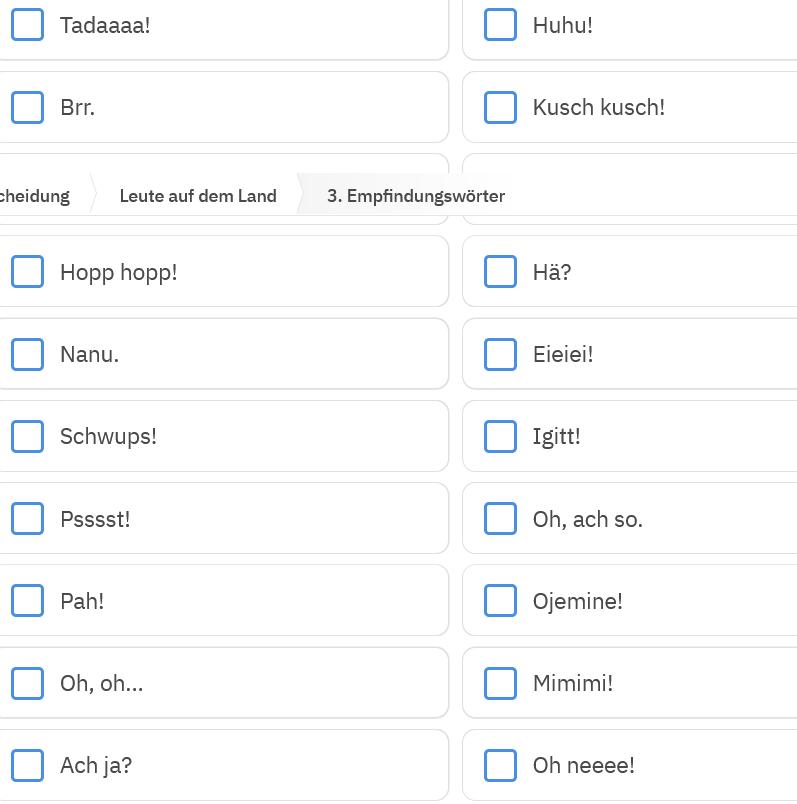 Tadaaaa!
Huhu!
Brr.
Kusch kusch!
cheidung
Leute auf dem Land
3. Empfindungswörter
Hopp hopp!
Hä?
Nanu.
Eieiei!
Schwups!
Igitt!
Psssst!
Oh, ach so.
Pah!
Ojemine!
Oh, oh...
Mimimi!
Ach ja?
Oh neeee!